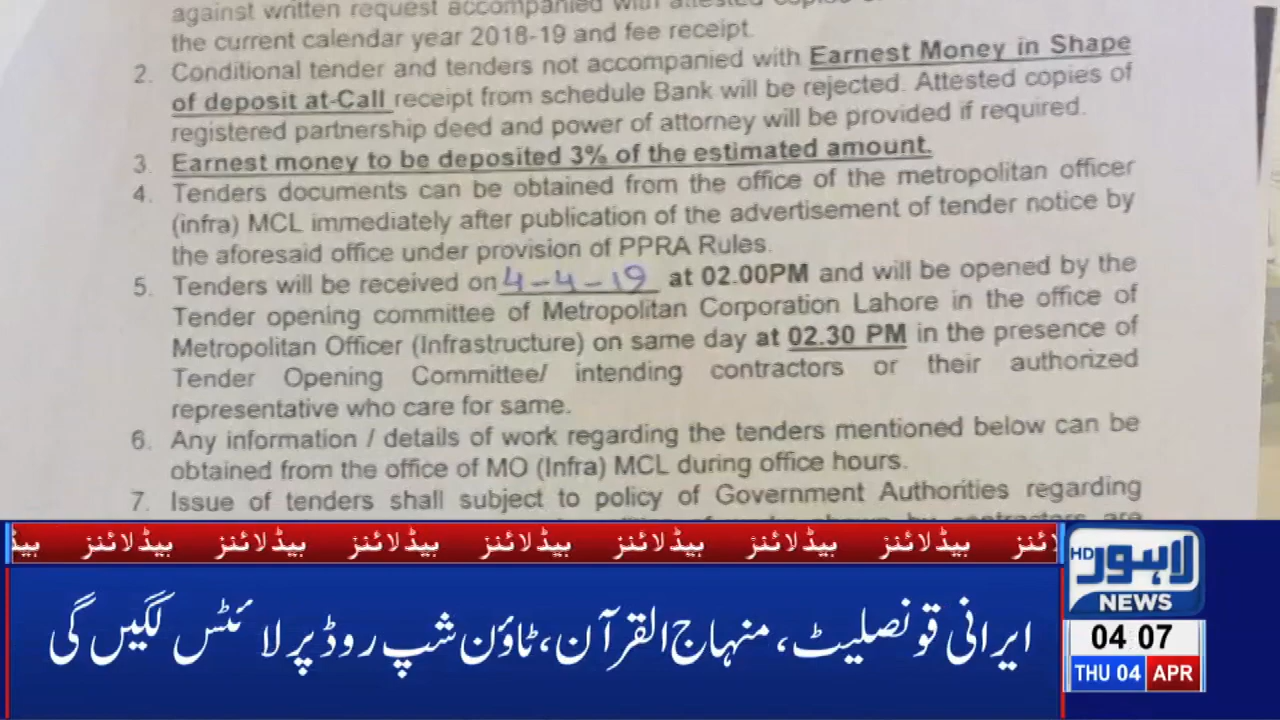 against written request accompanied with attested copies
the current calendar year 2018-19 and fee receipt.
2. Conditional tender and tenders not accompanied with Earnest Money in Shape
of deposit at-Call receipt from schedule Bank will be rejected. Attested copies of
registered partnership deed and power of attorney will be provided if required.
3. Earnest money to be deposited 3% of the estimated amount.
4. Tenders documents can be obtained from the office of the metropolitan officer
(infra) MCL immediately after publication of the advertisement of tender notice by
the aforesaid office under provision of PPRA Rules.
5. Tenders will be received on 4-4-19 at 02.00PM and will be opened by the
Tender opening committee of Metropolitan Corporation Lahore in the office of
Metropolitan Officer (Infrastructure) on same day at 02.30 PM in the presence of
Tender Opening Committee/ intending contractors or their authorized
representative who care for same.
6. Any information / details of work regarding the tenders mentioned below can be
obtained from the office of MO (Infra) MCL during office hours.
7. Issue of tenders shall subject to policy of Government Authorities regarding
ہیڈلائنز ہیڈلائنز ہیڈلائنز ہیڈلائنز ہیڈلائنز ہیڈلائنز ہیڈلائنز
ایرانی قونصلیٹ، منہاج القرآن، ٹاؤن شپ روڈ پر لائٹس لگیں گی
HD لاہور
NEWS
04 07
THU 04 APR